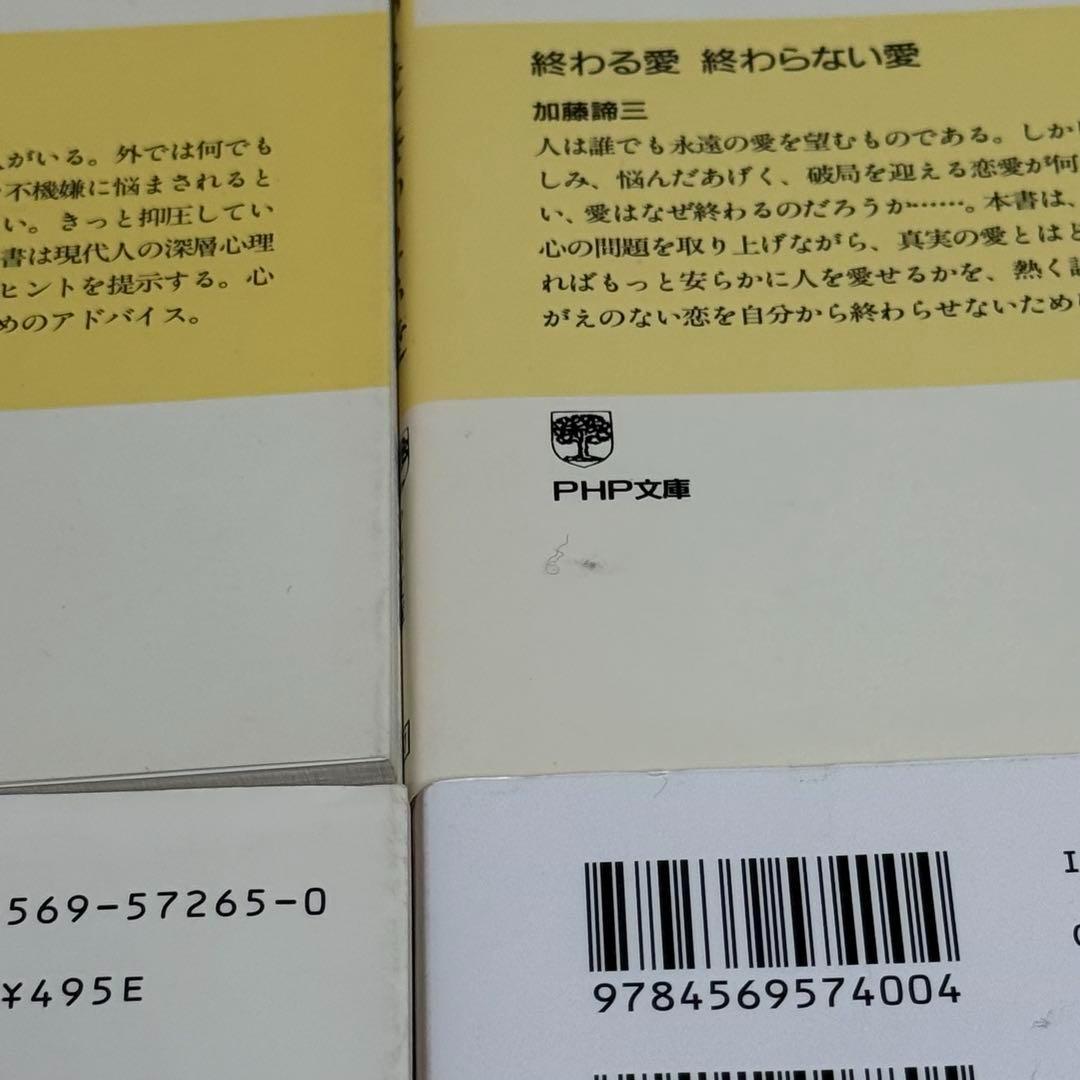 がいる。外では何でも
不機嫌に悩まされると
い。きっと抑圧してい
書は現代人の深層心理
ヒントを提示する。心
めのアドバイス。
終わる愛 終わらない愛
加藤諦三
人は誰でも永遠の愛を望むものである。しか
しみ、悩んだあげく、破局を迎える恋愛が何
い、愛はなぜ終わるのだろうか……。本書は、
心の問題を取り上げながら、真実の愛とはと
ればもっと安らかに人を愛せるかを、熱く
がえのない恋を自分から終わらせないため
PHP文庫
569-57265-0
¥495E
9784569574004